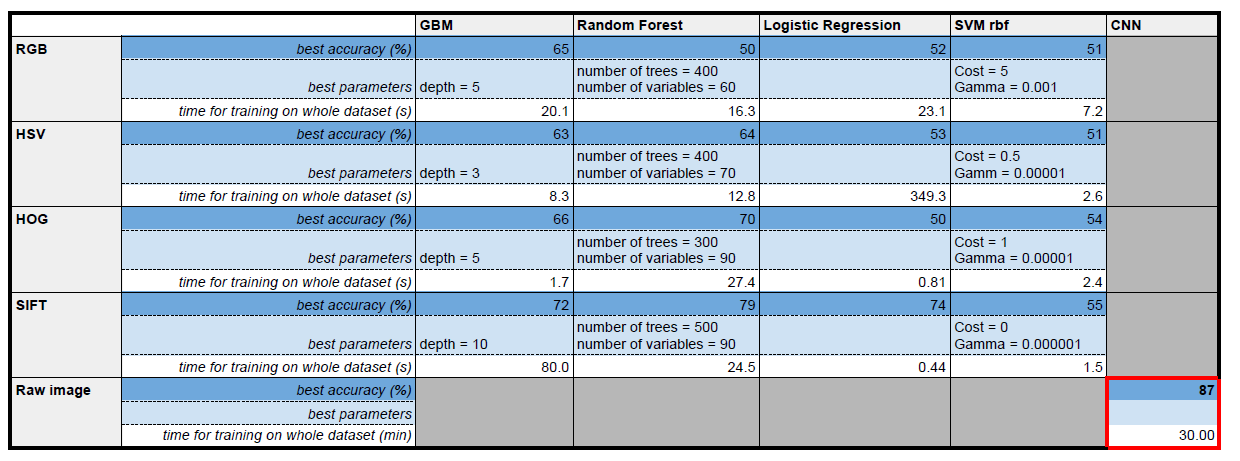 GBM Random Forest Logistic Regression SVM rbf CNN
RGB best accuracy (%) 65 50 52 51
number of trees = 400 Cost = 5
best parameters depth = 5 number of variables = 60 Gamma = 0.001
time for training on whole dataset (s) 20.1 16.3 23.1 7.2
HSV best accuracy (%) 63 64 53 51
number of trees = 400 Cost = 0.5
best parameters depth = 3 number of variables = 70 Gamm = 0.00001
time for training on whole dataset (s) 8.3 12.8 349.3 2.6
HOG best accuracy (%) 66 70 50 54
number of trees = 300 Cost = 1
best parameters depth = 5 number of variables = 90 Gamma = 0.00001
time for training on whole dataset (s) 1.7 27.4 0.81 2.4
SIFT best accuracy (%) 72 79 74 55
number of trees = 500 Cost = 0
best parameters depth = 10 number of variables = 90 Gamma = 0.000001
time for training on whole dataset (s) 80.0 24.5 0.44 1.5
Raw image best accuracy (%) 87
best parameters
time for training on whole dataset (min) 30.00